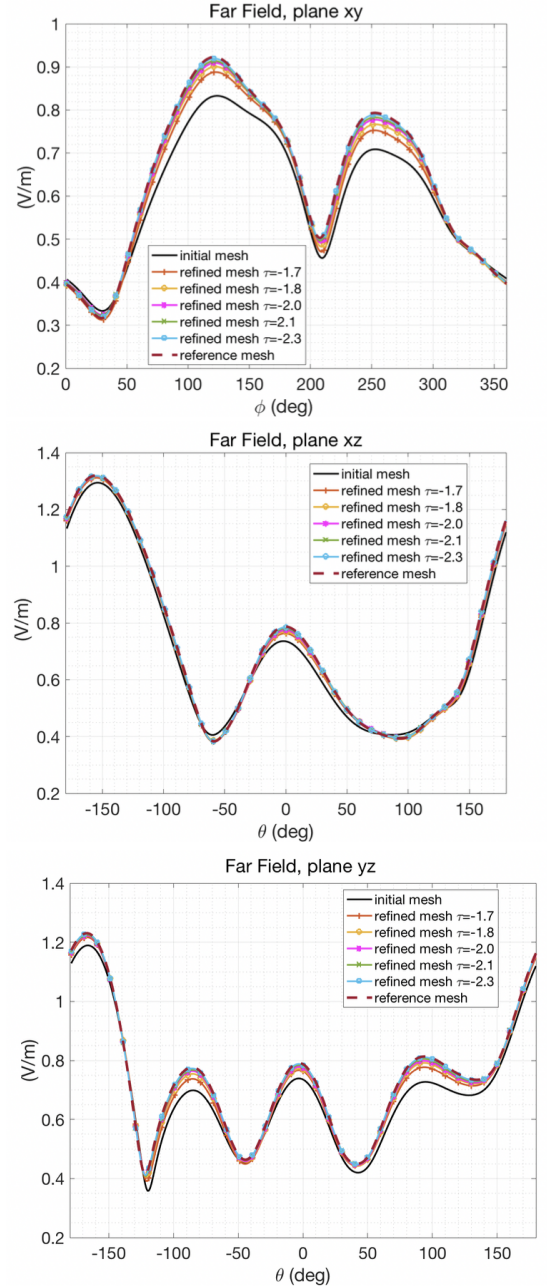 Far Field, plane xy
1
0.9
0.8
0.7
0.6
0.5
0.4
0.3
0.2
(V/m)
initial mesh
refined mesh τ=-1.7
refined mesh τ=-1.8
refined mesh τ=-2.0
refined mesh τ=2.1
refined mesh τ=-2.3
reference mesh
0 50 100 150 200 250 300 350
ϕ (deg)
Far Field, plane xz
1.4
1.2
1
0.8
0.6
0.4
0.2
(V/m)
initial mesh
refined mesh τ=-1.7
refined mesh τ=-1.8
refined mesh τ=-2.0
refined mesh τ=-2.1
refined mesh τ=-2.3
reference mesh
-150 -100 -50 0 50 100 150
θ (deg)
Far Field, plane yz
1.4
1.2
1
0.8
0.6
0.4
0.2
(V/m)
initial mesh
refined mesh τ=-1.7
refined mesh τ=-1.8
refined mesh τ=-2.0
refined mesh τ=-2.1
refined mesh τ=-2.3
reference mesh
-150 -100 -50 0 50 100 150
θ (deg)